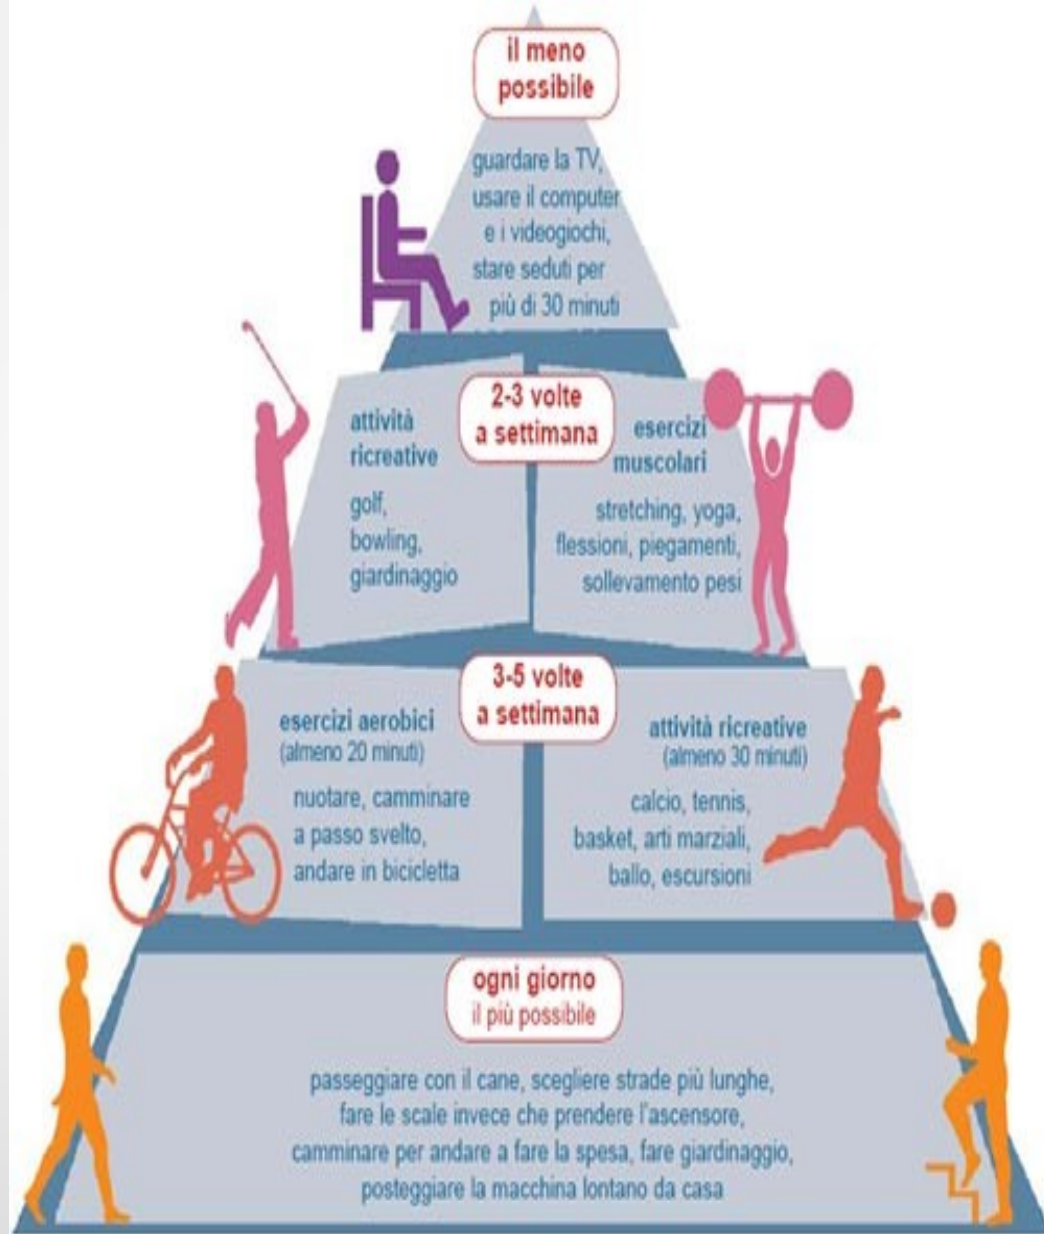 il meno
possibile
guardare la TV,
usare il computer
e i videogiochi,
stare seduti per
più di 30 minuti
2-3 volte
a settimana
attività
ricreative
golf,
bowling,
giardinaggio
esercizi
muscolari
stretching, yoga,
flessioni, piegamenti,
sollevamento pesi
3-5 volte
a settimana
esercizi aerobici
(almeno 20 minuti)
nuotare, camminare
a passo svelto,
andare in bicicletta
attività ricreative
(almeno 30 minuti)
calcio, tennis,
basket, arti marziali,
ballo, escursioni
ogni giorno
il più possibile
passeggiare con il cane, scegliere strade più lunghe,
fare le scale invece che prendere l'ascensore,
camminare per andare a fare la spesa, fare giardinaggio,
posteggiare la macchina lontano da casa